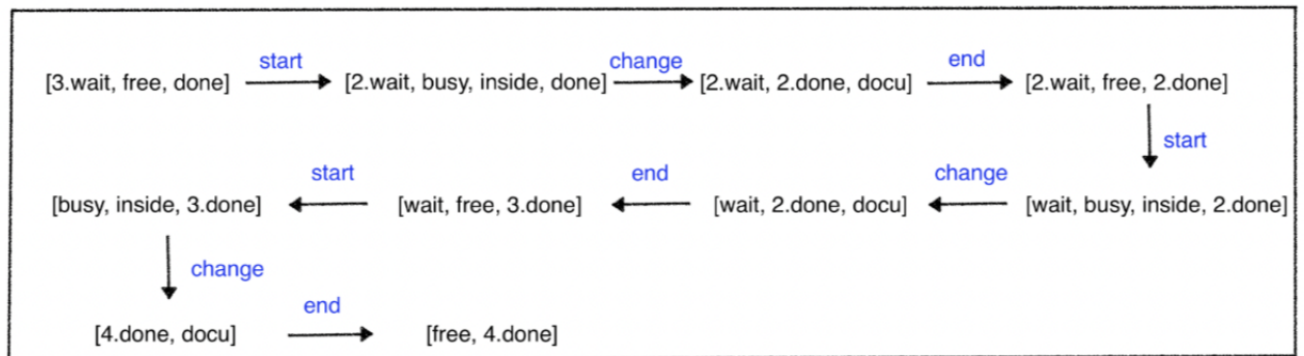 start
change
end
[3.wait, free, done]
[2.wait, busy, inside, done]
[2.wait, 2.done, docu]
[2.wait, free, 2.done]
start
start
end
change
[busy, inside, 3.done]
[wait, free, 3.done]
[wait, 2.done, docu]
[wait, busy, inside, 2.done]
change
end
[4.done, docu]
[free, 4.done]